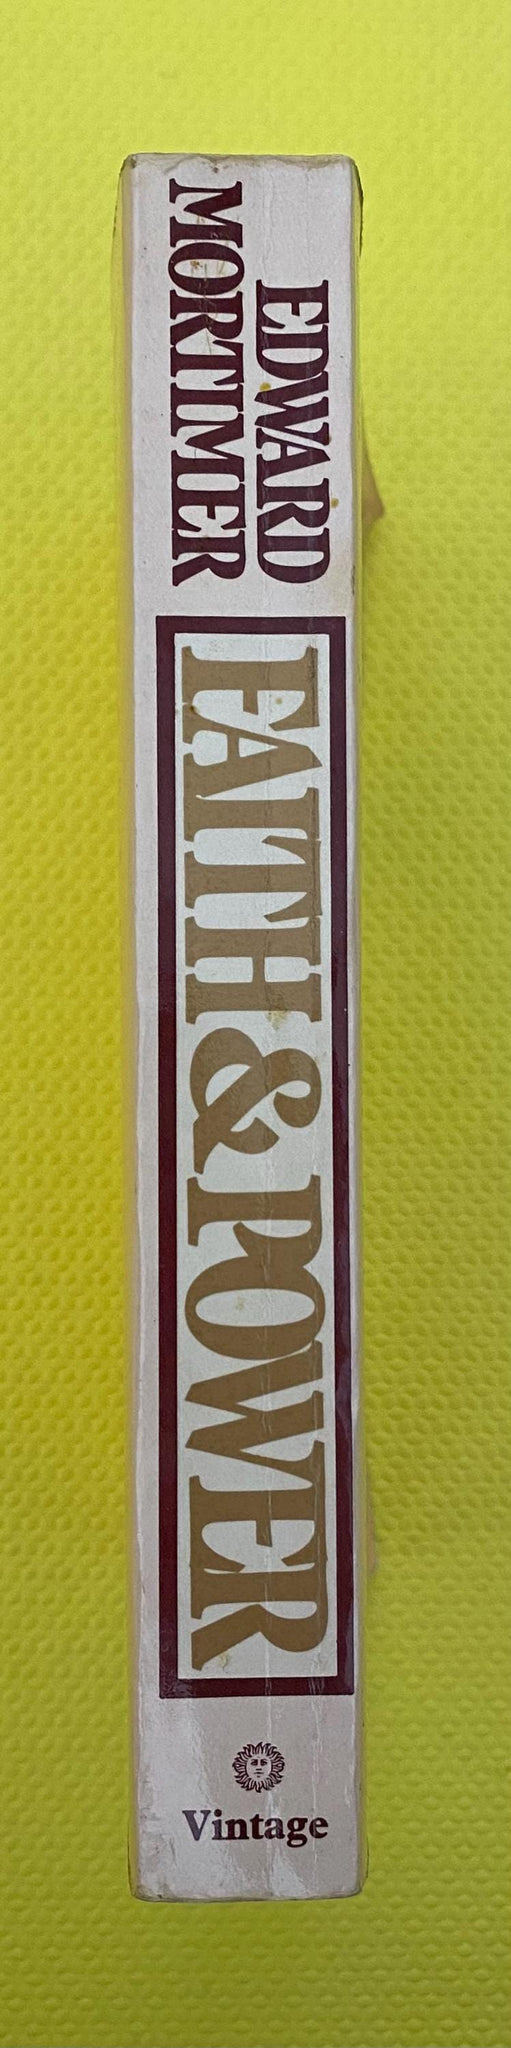 EDWARD
MORTIMER
FAITH & POWER
Vintage